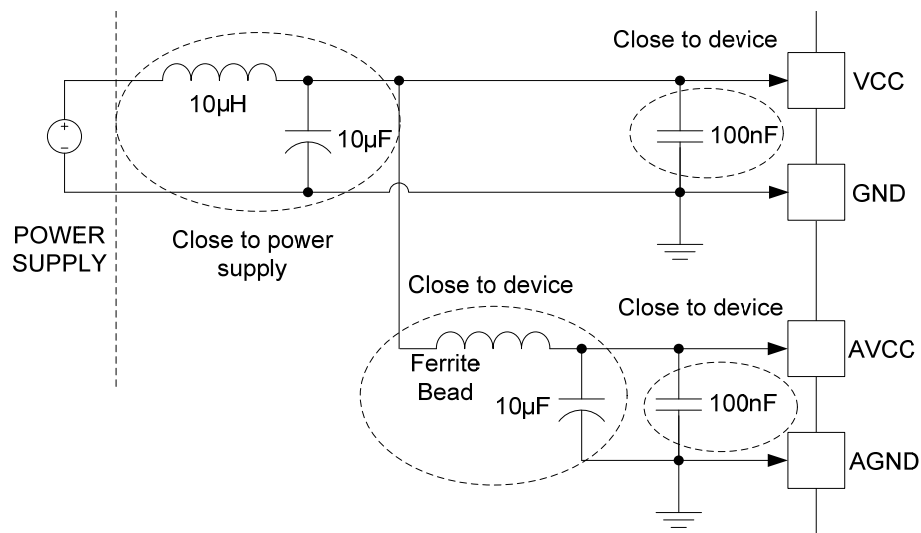 Close to device
VCC
10µH
10µF
100nF
+
−
GND
POWER
SUPPLY
Close to power
supply
Close to device
Close to device
AVCC
Ferrite
Bead
10µF
100nF
AGND